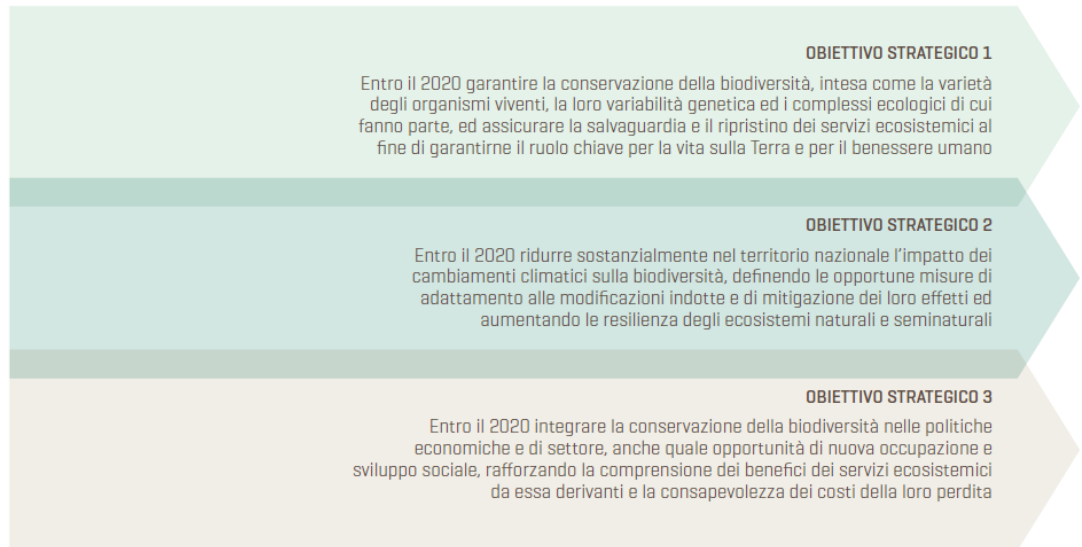 OBIETTIVO STRATEGICO 1
Entro il 2020 garantire la conservazione della biodiversità, intesa come la varietà
degli organismi viventi, la loro variabilità genetica ed i complessi ecologici di cui
fanno parte, ed assicurare la salvaguardia e il ripristino dei servizi ecosistemici al
fine di garantirne il ruolo chiave per la vita sulla Terra e per il benessere umano
OBIETTIVO STRATEGICO 2
Entro il 2020 ridurre sostanzialmente nel territorio nazionale l’impatto dei
cambiamenti climatici sulla biodiversità, definendo le opportune misure di
adattamento alle modificazioni indotte e di mitigazione dei loro effetti ed
aumentando le resilienza degli ecosistemi naturali e seminaturali
OBIETTIVO STRATEGICO 3
Entro il 2020 integrare la conservazione della biodiversità nelle politiche
economiche e di settore, anche quale opportunità di nuova occupazione e
sviluppo sociale, rafforzando la comprensione dei benefici dei servizi ecosistemici
da essa derivanti e la consapevolezza dei costi della loro perdita